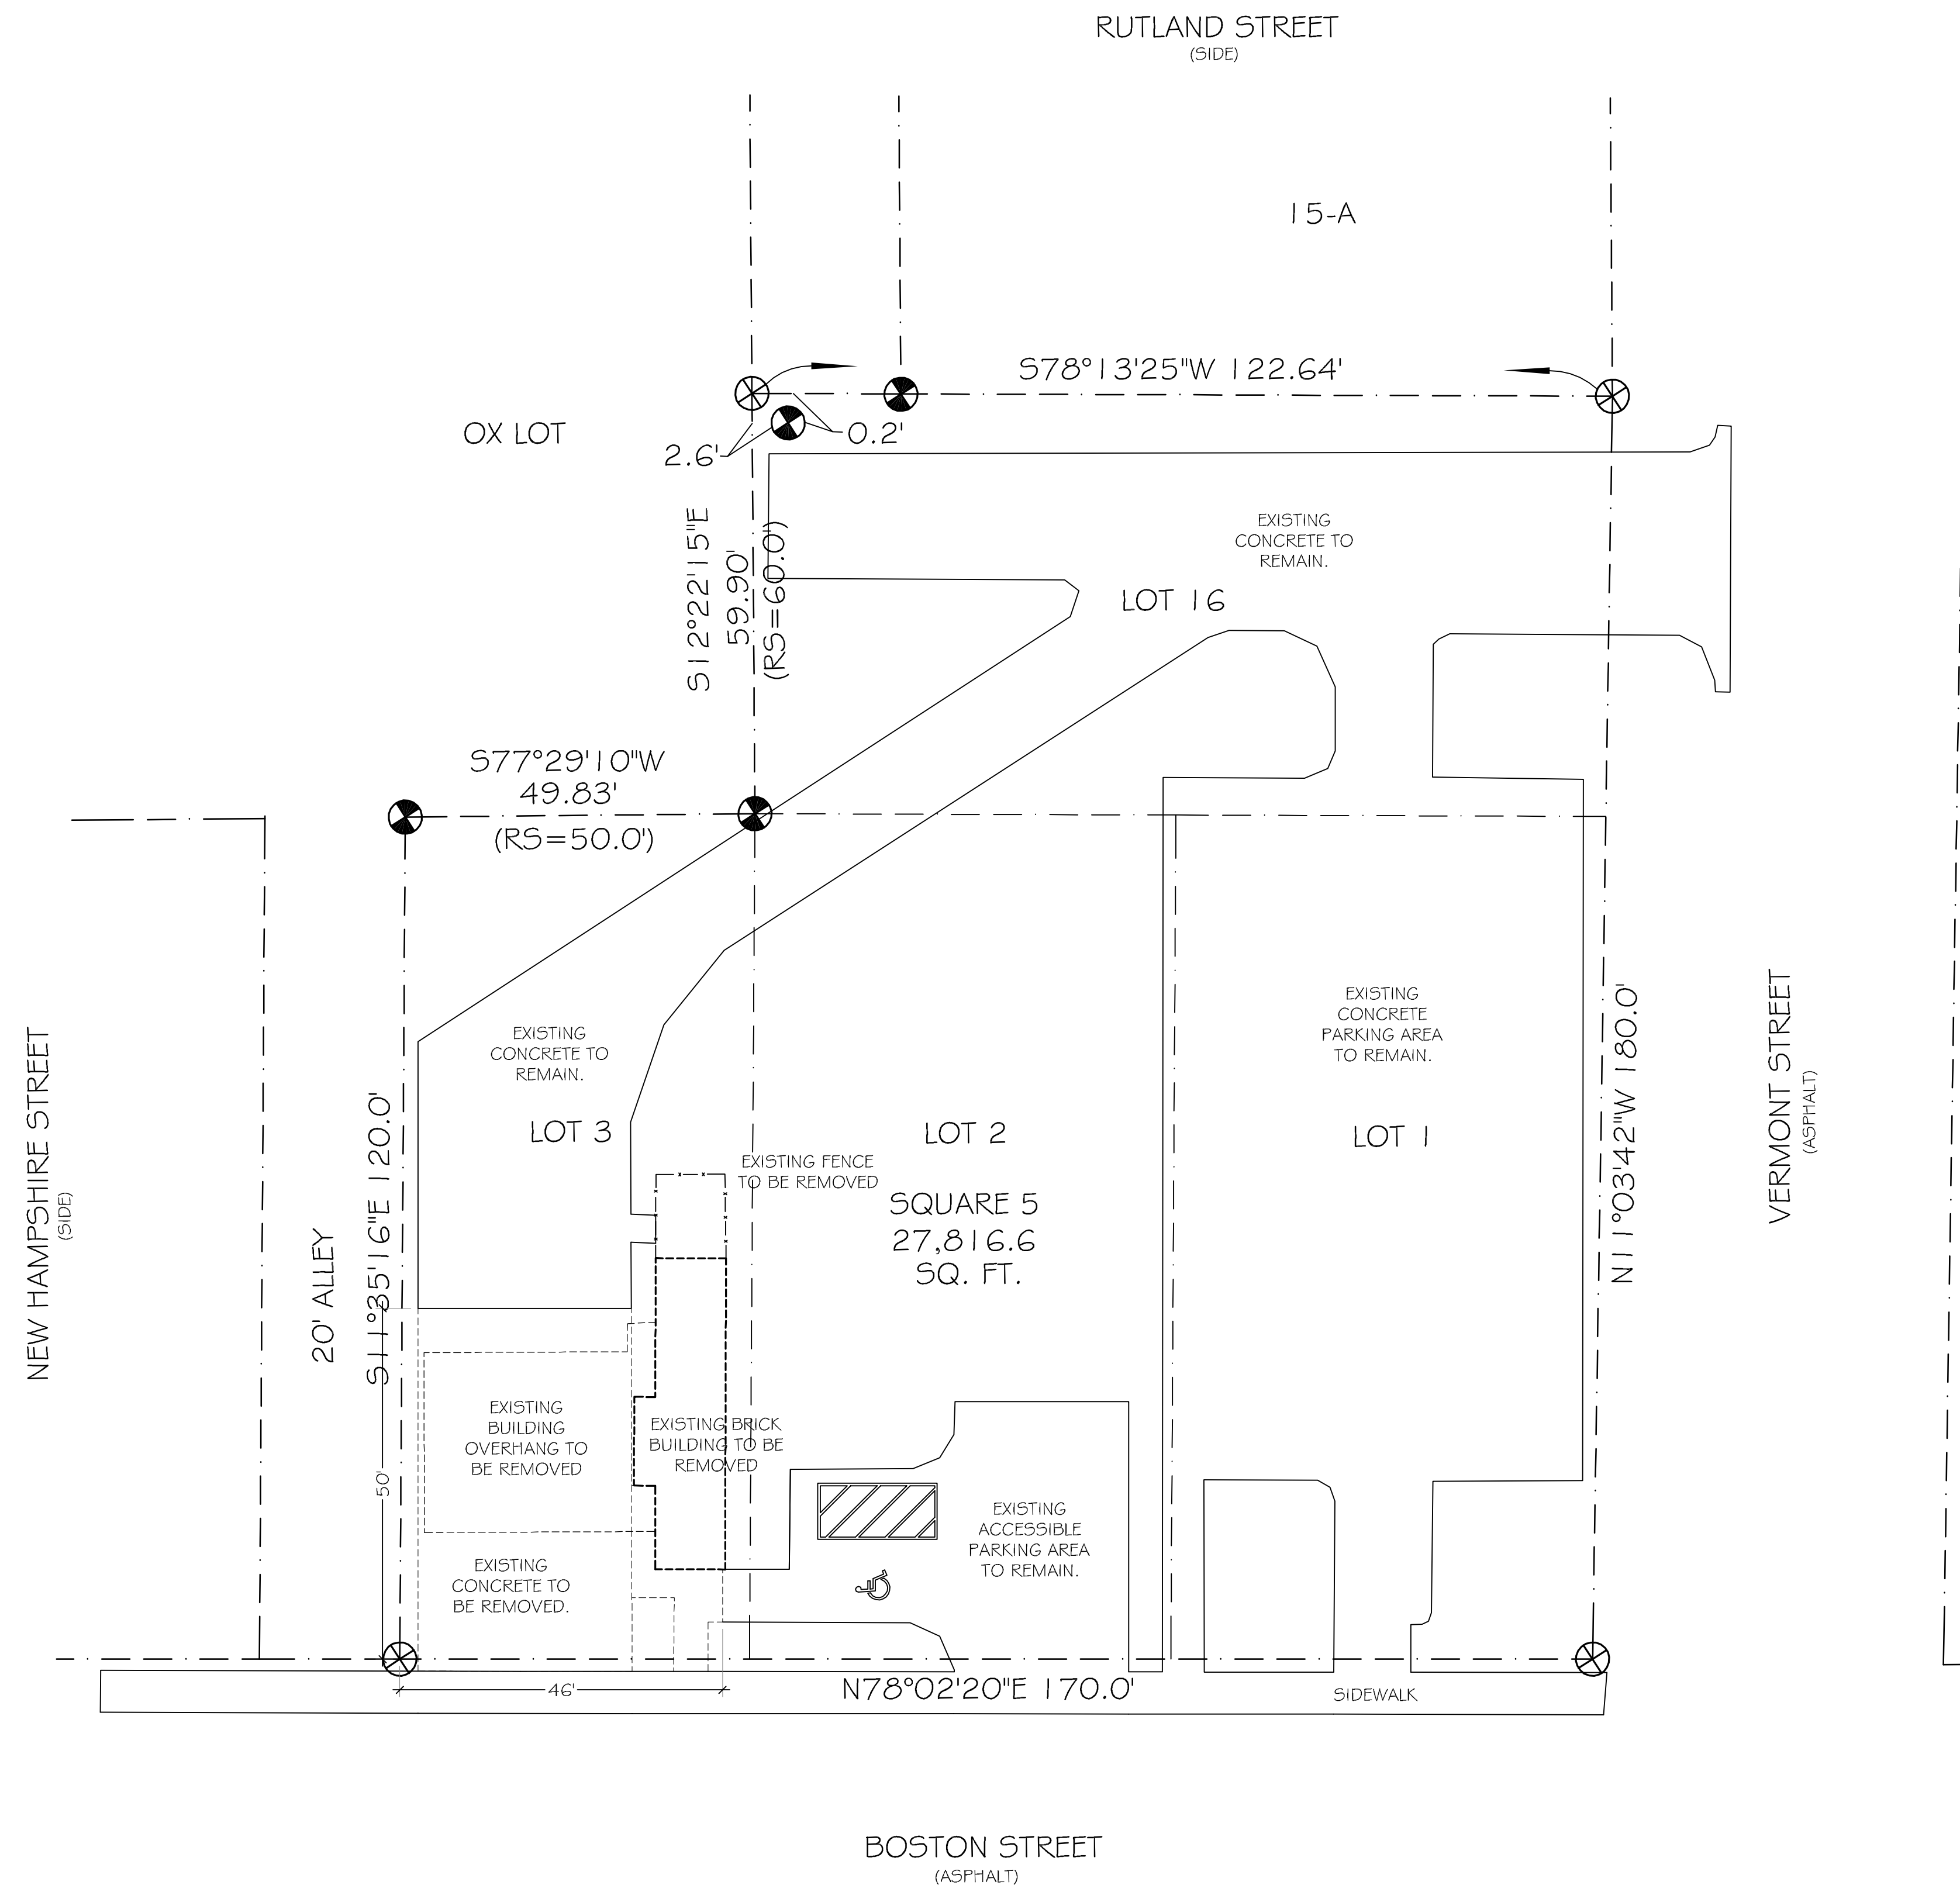 RUTLAND STREET
(SIDE)
15-A
S78°13'25"W 122.64'
OX LOT
0.2'
2.6'
S12°22'15"E
59.90'
(RS=60.0')
EXISTING
CONCRETE TO
REMAIN.
LOT 16
S77°29'10"W
49.83'
(RS=50.0')
EXISTING
CONCRETE TO
REMAIN.
LOT 3
EXISTING FENCE
TO BE REMOVED
LOT 2
SQUARE 5
27,816.6
SQ. FT.
EXISTING
CONCRETE
PARKING AREA
TO REMAIN.
LOT 1
N11°03'42"W 180.0'
VERMONT STREET
(ASPHALT)
NEW HAMPSHIRE STREET
(SIDE)
20' ALLEY
S11°35'16"E 120.0'
50'
EXISTING
BUILDING
OVERHANG TO
BE REMOVED
EXISTING BRICK
BUILDING TO BE
REMOVED
EXISTING
ACCESSIBLE
PARKING AREA
TO REMAIN.
EXISTING
CONCRETE TO
BE REMOVED.
46'
N78°02'20"E 170.0'
SIDEWALK
BOSTON STREET
(ASPHALT)